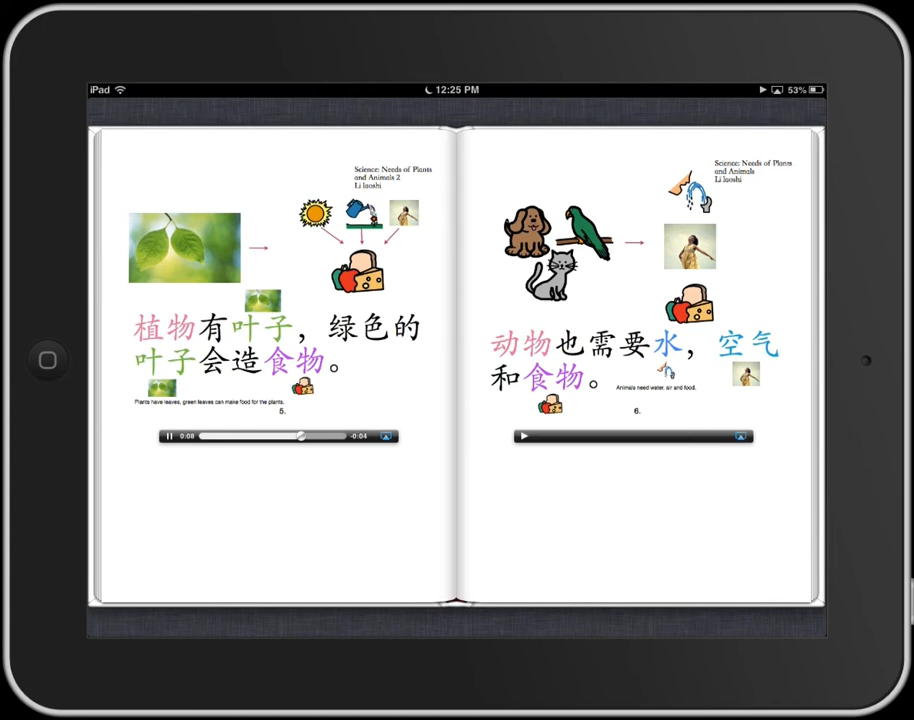 iPad 12:25 PM 53%
Science: Needs of Plants
and Animals 2
Li laoshi
植物有叶子，绿色的
叶子会造食物。
Plants have leaves, green leaves can make food for the plants.
5.
0:08 -0:04
Science: Needs of Plants
and Animals
Li laoshi
动物也需要水，空气
和食物。
Animals need water, air and food.
6.